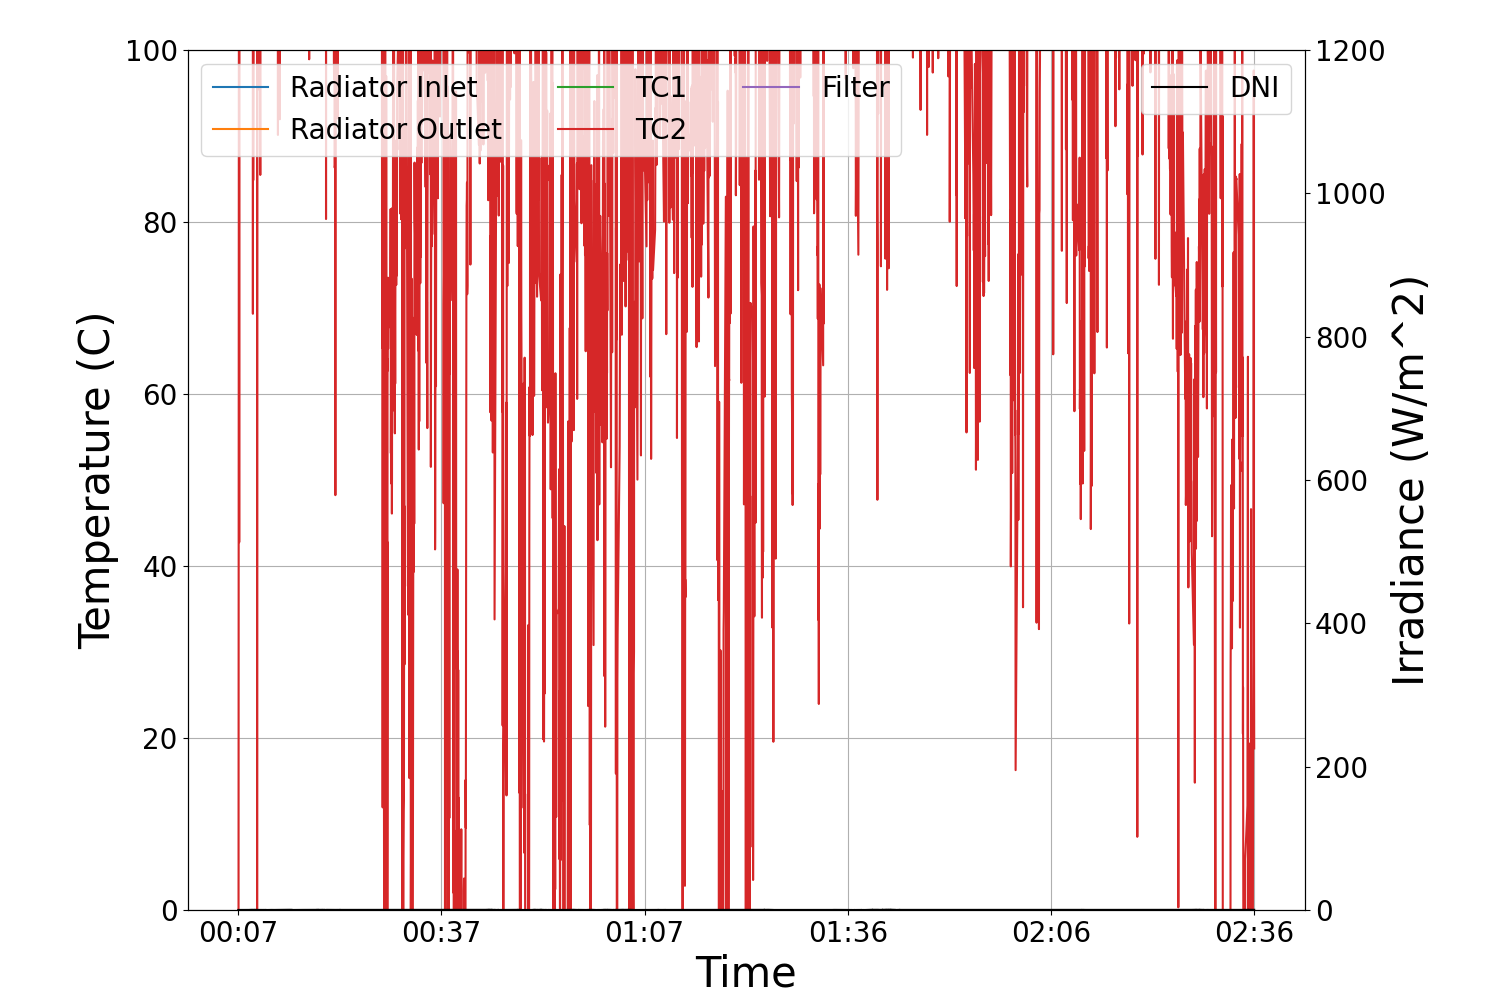 100
80
60
40
20
0
Temperature (C)
Radiator Inlet
Radiator Outlet
TC1
TC2
Filter
DNI
1200
1000
800
600
400
200
0
Irradiance (W/m^2)
00:07 00:37 01:07 01:36 02:06 02:36
Time